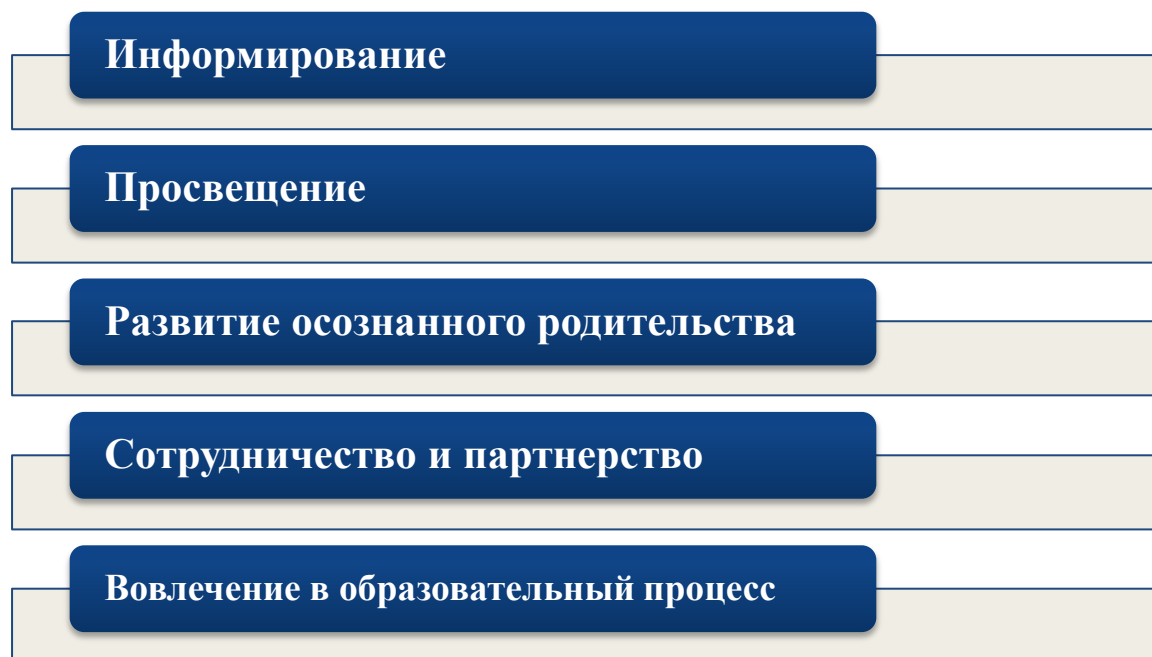 Информирование
Просвещение
Развитие осознанного родительства
Сотрудничество и партнерство
Вовлечение в образовательный процесс